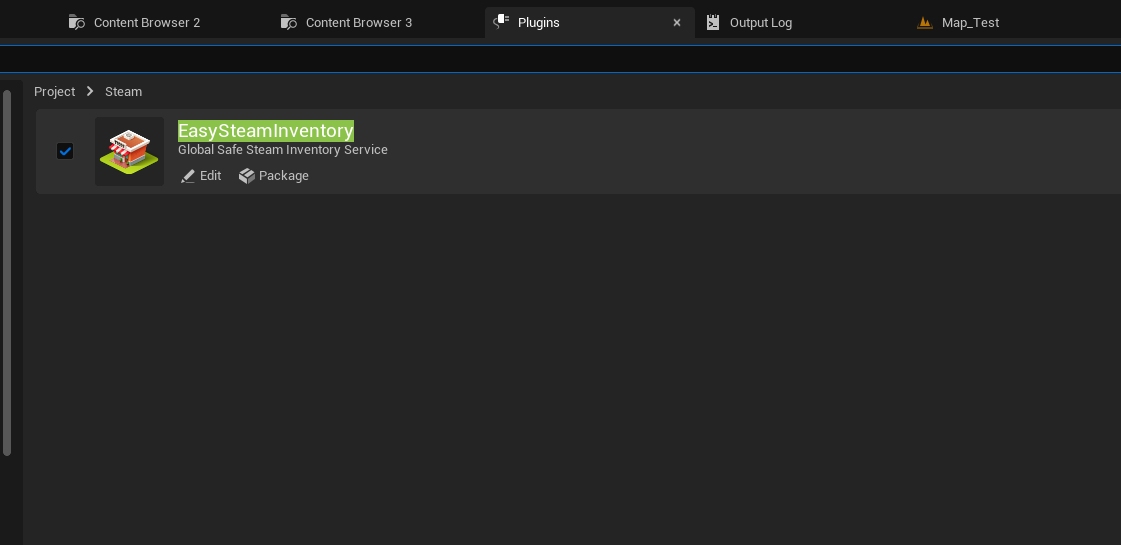 Content Browser 2
Content Browser 3
Plugins
Output Log
Map_Test
Project > Steam
EasySteamInventory
Global Safe Steam Inventory Service
Edit
Package